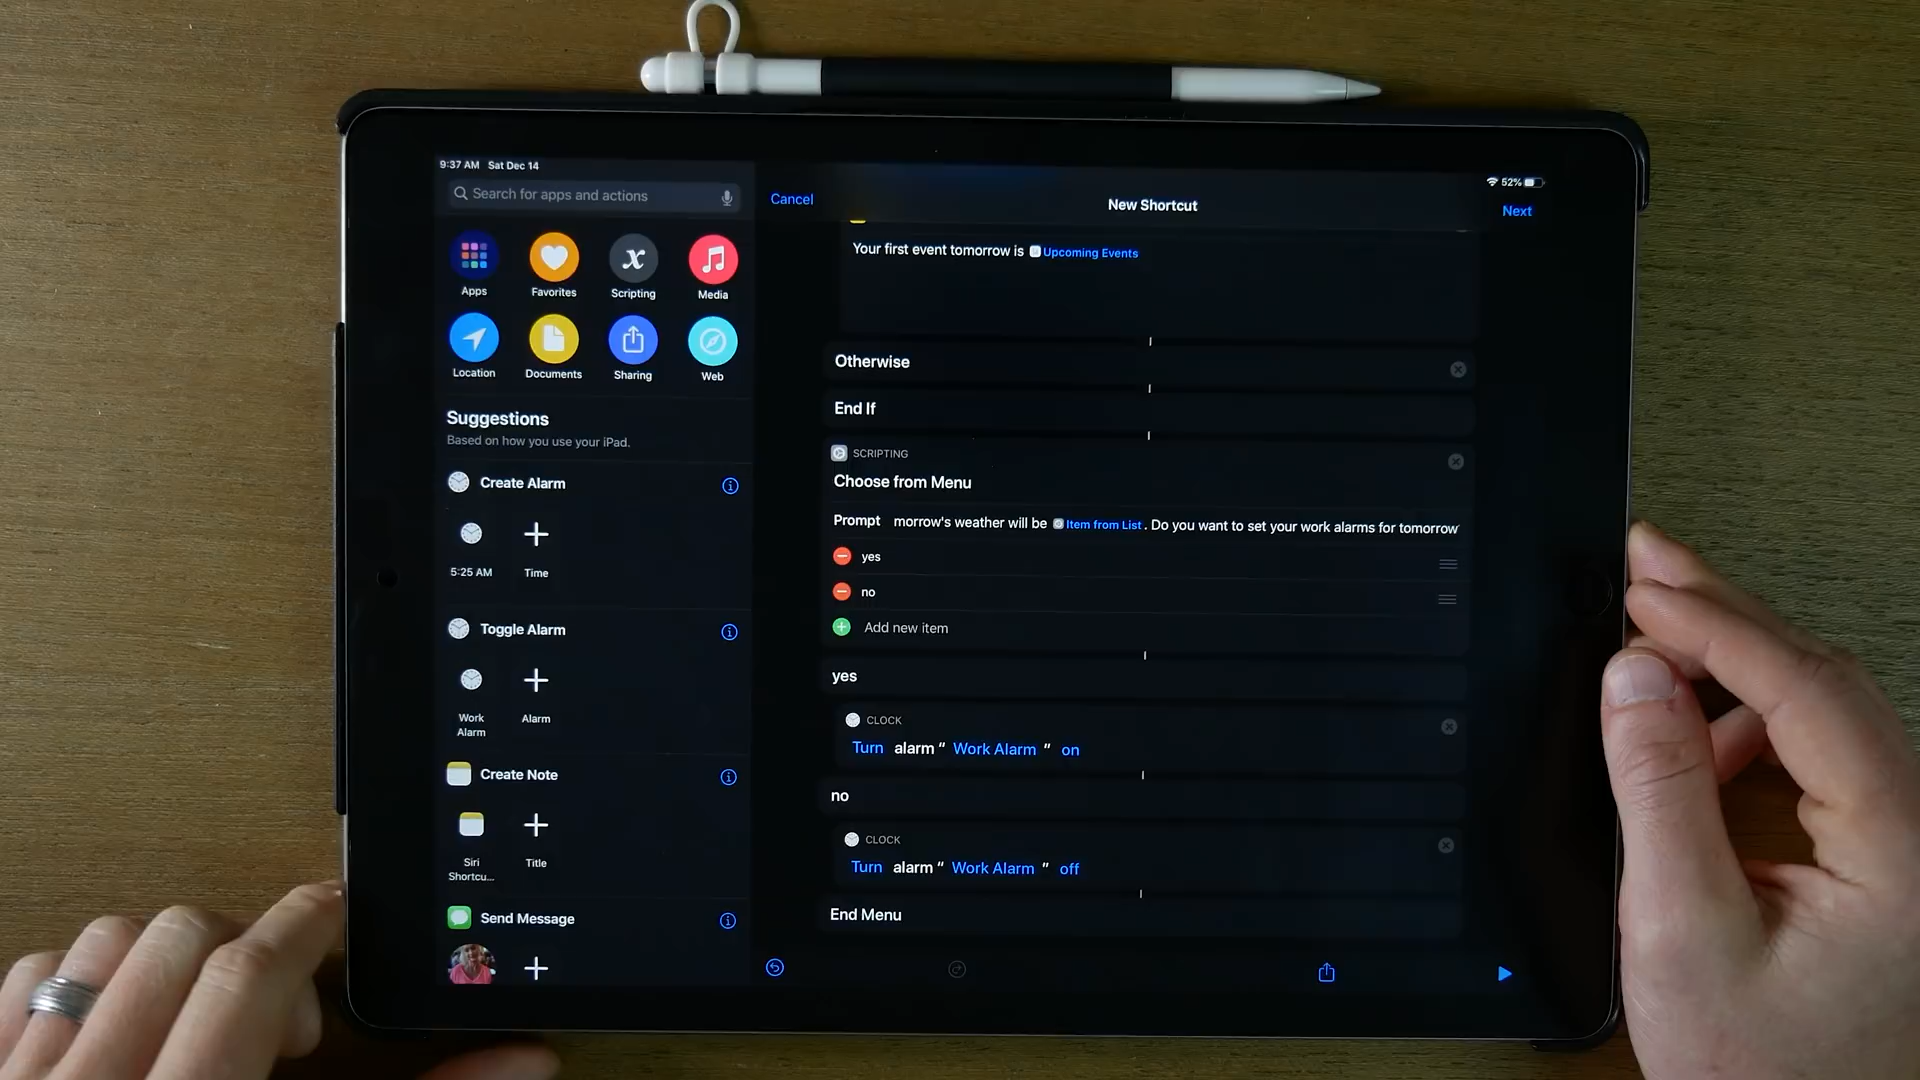 9:37 AM Sat Dec 14
52%
Search for apps and actions
Cancel
New Shortcut
Next
Apps
Favorites
Scripting
Media
Location
Documents
Sharing
Web
Suggestions
Based on how you use your iPad.
Create Alarm
5:25 AM
Time
Toggle Alarm
Work
Alarm
Alarm
Create Note
Siri
Shortcu...
Title
Send Message
Your first event tomorrow is Upcoming Events
Otherwise
End If
SCRIPTING
Choose from Menu
Prompt morrow's weather will be Item from List. Do you want to set your work alarms for tomorrow
yes
no
Add new item
yes
CLOCK
Turn alarm “ Work Alarm ” on
no
CLOCK
Turn alarm “ Work Alarm ” off
End Menu